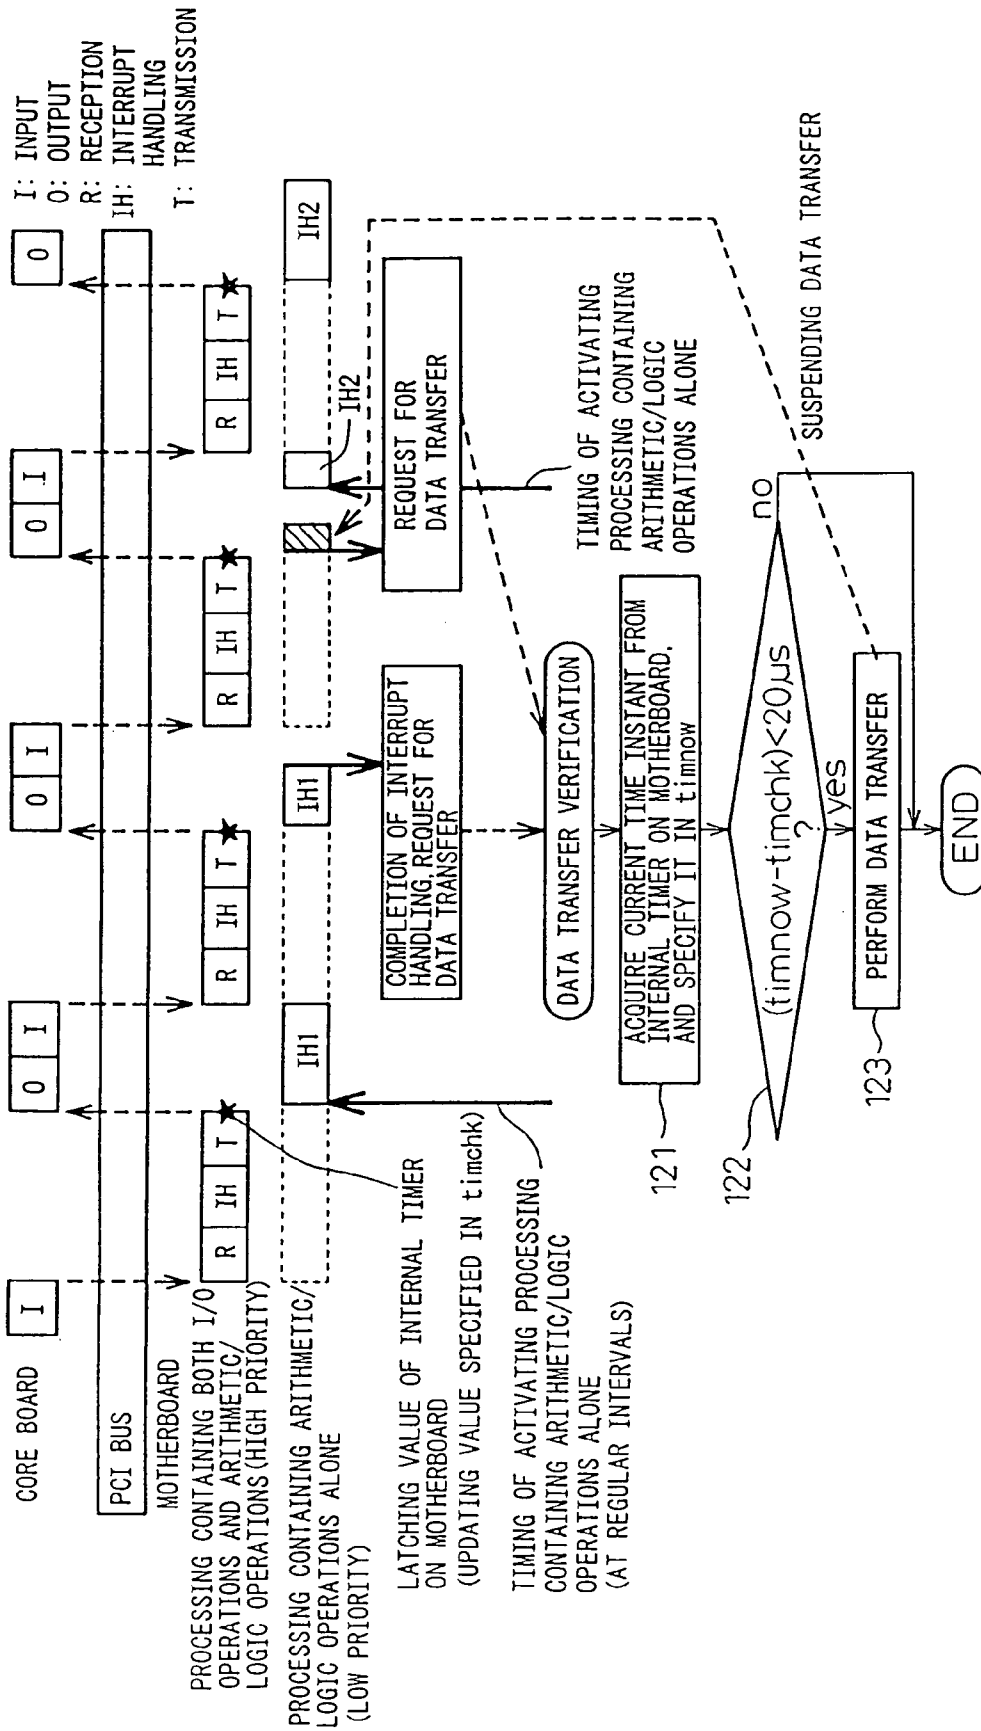 I: INPUT
O: OUTPUT
R: RECEPTION
IH: INTERRUPT
HANDLING
T: TRANSMISSION
CORE BOARD
I
O I
O I
O I
O
PCI BUS
MOTHERBOARD
PROCESSING CONTAINING BOTH I/O
OPERATIONS AND ARITHMETIC/
LOGIC OPERATIONS (HIGH PRIORITY)
R IH T
R IH T
R IH T
R IH T
PROCESSING CONTAINING ARITHMETIC/
LOGIC OPERATIONS ALONE
(LOW PRIORITY)
IH1
IH1
IH2
IH2
LATCHING VALUE OF INTERNAL TIMER
ON MOTHERBOARD
(UPDATING VALUE SPECIFIED IN timchk)
TIMING OF ACTIVATING PROCESSING
CONTAINING ARITHMETIC/LOGIC
OPERATIONS ALONE
(AT REGULAR INTERVALS)
COMPLETION OF INTERRUPT
HANDLING, REQUEST FOR
DATA TRANSFER
REQUEST FOR
DATA TRANSFER
TIMING OF ACTIVATING
PROCESSING CONTAINING
ARITHMETIC/LOGIC
OPERATIONS ALONE
DATA TRANSFER VERIFICATION
121
ACQUIRE CURRENT TIME INSTANT FROM
INTERNAL TIMER ON MOTHERBOARD,
AND SPECIFY IT IN timnow
122
(timnow-timchk)<20μs
?
no
yes
SUSPENDING DATA TRANSFER
123
PERFORM DATA TRANSFER
END